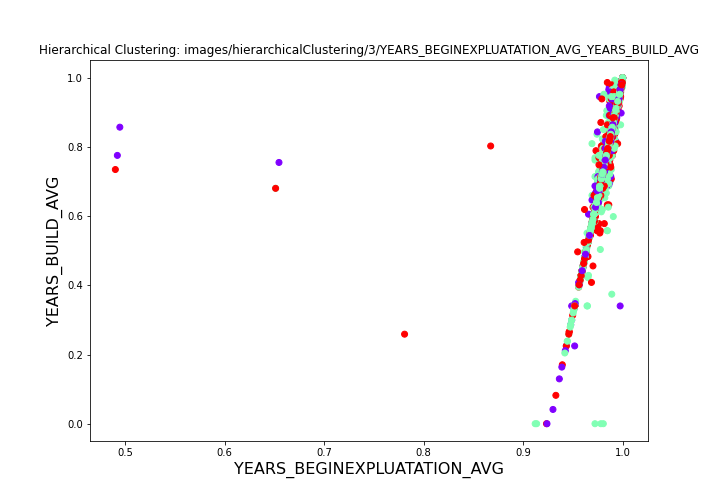 Hierarchical Clustering: images/hierarchicalClustering/3/YEARS_BEGINEXPLUATATION_AVG_YEARS_BUILD_AVG
1.0
0.8
0.6
0.4
0.2
0.0
YEARS_BUILD_AVG
0.5 0.6 0.7 0.8 0.9 1.0
YEARS_BEGINEXPLUATATION_AVG